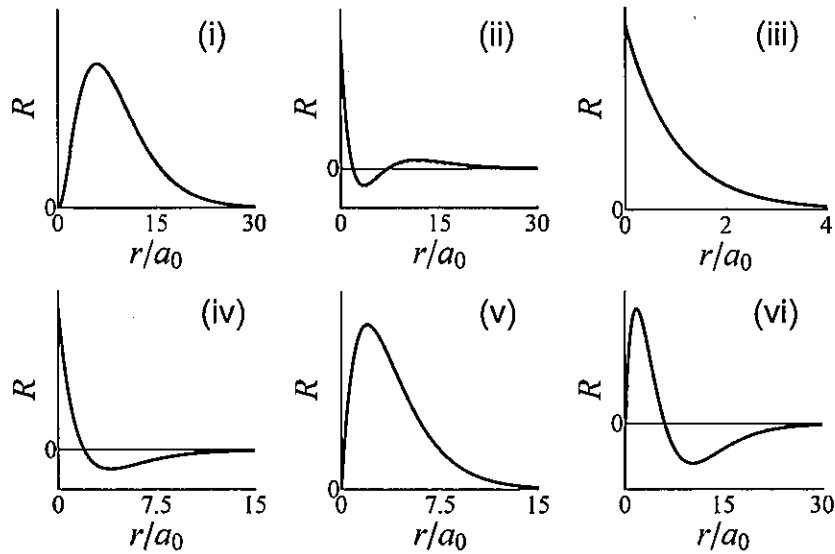 (i)
R
0
0 15 30
r/a₀
(ii)
R
0
0 15 30
r/a₀
(iii)
R
0
0 2 4
r/a₀
(iv)
R
0
0 7.5 15
r/a₀
(v)
R
0
0 7.5 15
r/a₀
(vi)
R
0
0 15 30
r/a₀